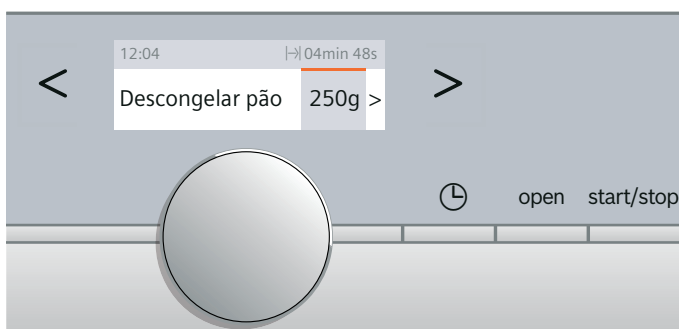 12:04 04min 48s
< Descongelar pão 250g > >
open start/stop